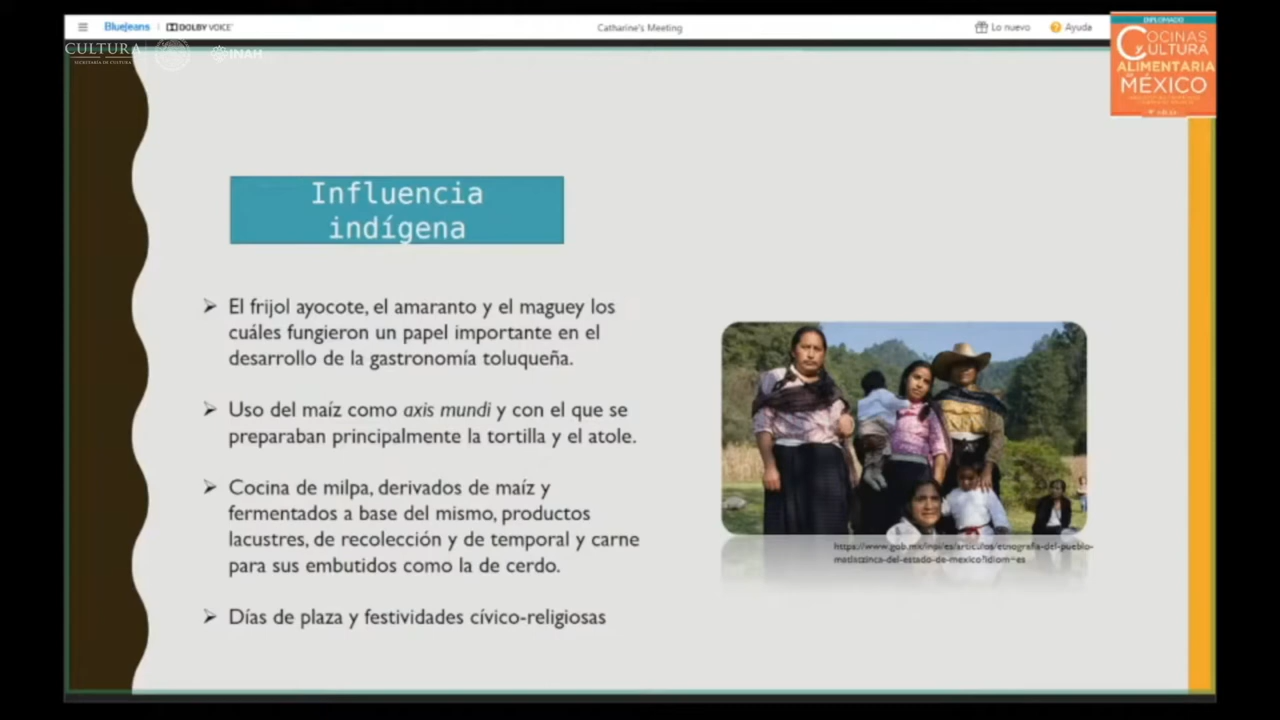 BlueJeans
DOLBY VOICE
Catharine's Meeting
Lo nuevo
Ayuda
CULTURA
SECRETARÍA DE CULTURA
INAH
DIPLOMADO
COCINAS
y CULTURA
ALIMENTARIA
MÉXICO
Influencia
indígena
➤ El frijol ayocote, el amaranto y el maguey los
cuáles fungieron un papel importante en el
desarrollo de la gastronomía toluqueña.
➤ Uso del maíz como axis mundi y con el que se
preparaban principalmente la tortilla y el atole.
➤ Cocina de milpa, derivados de maíz y
fermentados a base del mismo, productos
lacustres, de recolección y de temporal y carne
para sus embutidos como la de cerdo.
➤ Días de plaza y festividades cívico-religiosas
https://www.gob.mx/inpi/es/articulos/etnografia-del-pueblo-
matlatzinca-del-estado-de-mexico?idiom=es